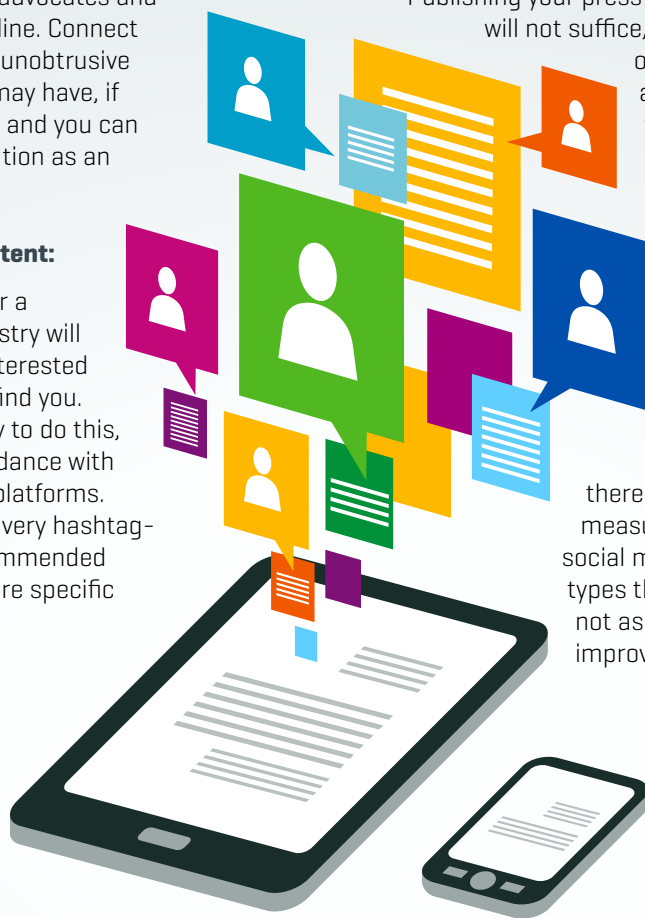 advocates and
line. Connect
unobtrusive
may have, if
and you can
tion as an
tent:
r a
stry will
terested
find you.
y to do this,
dance with
platforms.
very hashtag-
mmended
re specific
Publishing your press
will not suffice,
o
a
there
measu
social m
types th
not as
improv